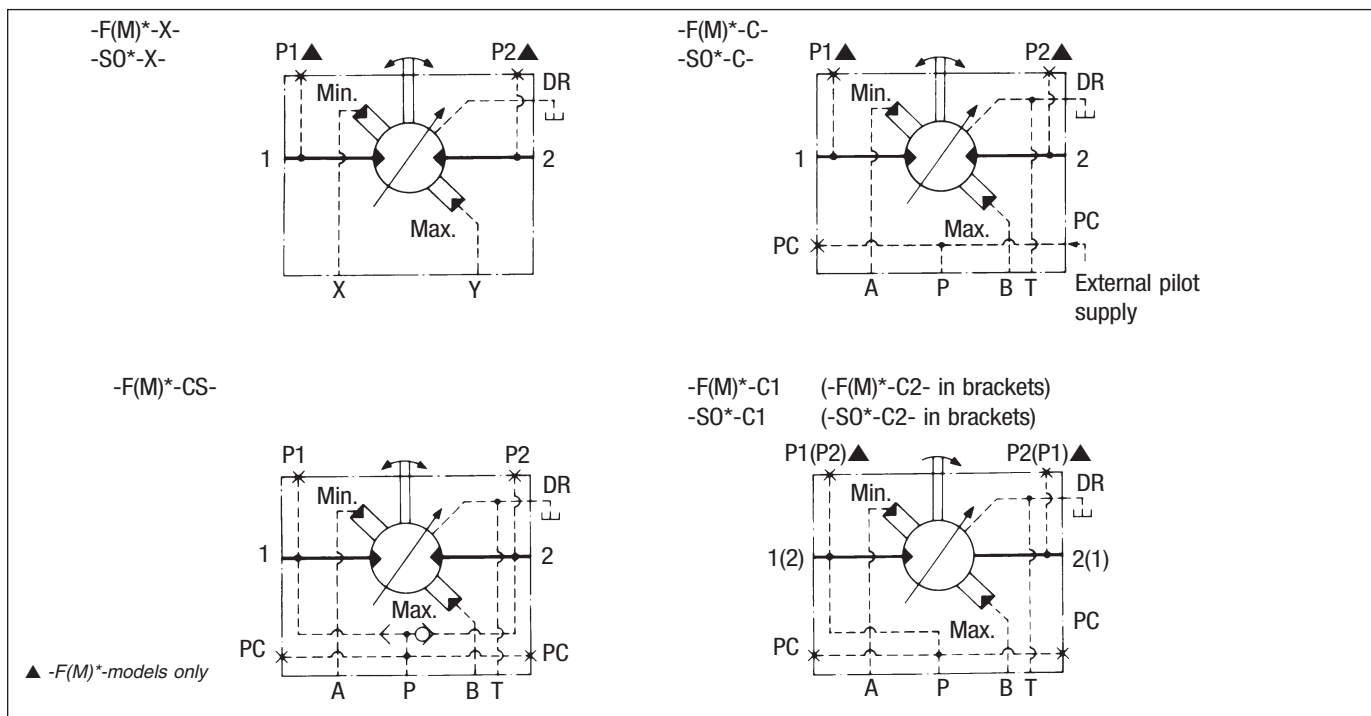 -F(M)*-X-
-SO*-X-
P1▲ P2▲
DR
Min.
1 2
Max.
X Y
-F(M)*-C-
-SO*-C-
P1▲ P2▲
DR
Min.
1 2
Max.
PC
PC
A P B T
External pilot
supply
-F(M)*-CS-
P1 P2
DR
Min.
1 2
Max.
PC PC
A P B T
▲ -F(M)*-models only
-F(M)*-C1 (-F(M)*-C2- in brackets)
-SO*-C1 (-SO*-C2- in brackets)
P1(P2)▲ P2(P1)▲
DR
Min.
1(2) 2(1)
Max.
PC
PC
A P B T